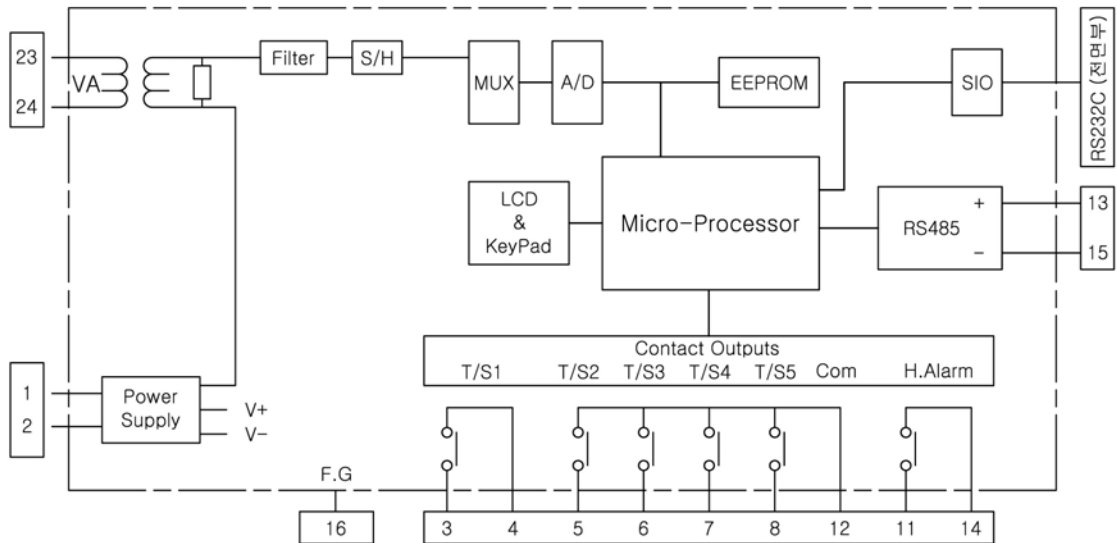 23
24
VA
Filter
S/H
MUX
A/D
EEPROM
SIO
RS232C (전면부)
LCD
&
KeyPad
Micro-Processor
RS485
+
-
13
15
Contact Outputs
T/S1 T/S2 T/S3 T/S4 T/S5 Com H.Alarm
1
2
Power
Supply
V+
V-
F.G
16
3 4 5 6 7 8 12 11 14